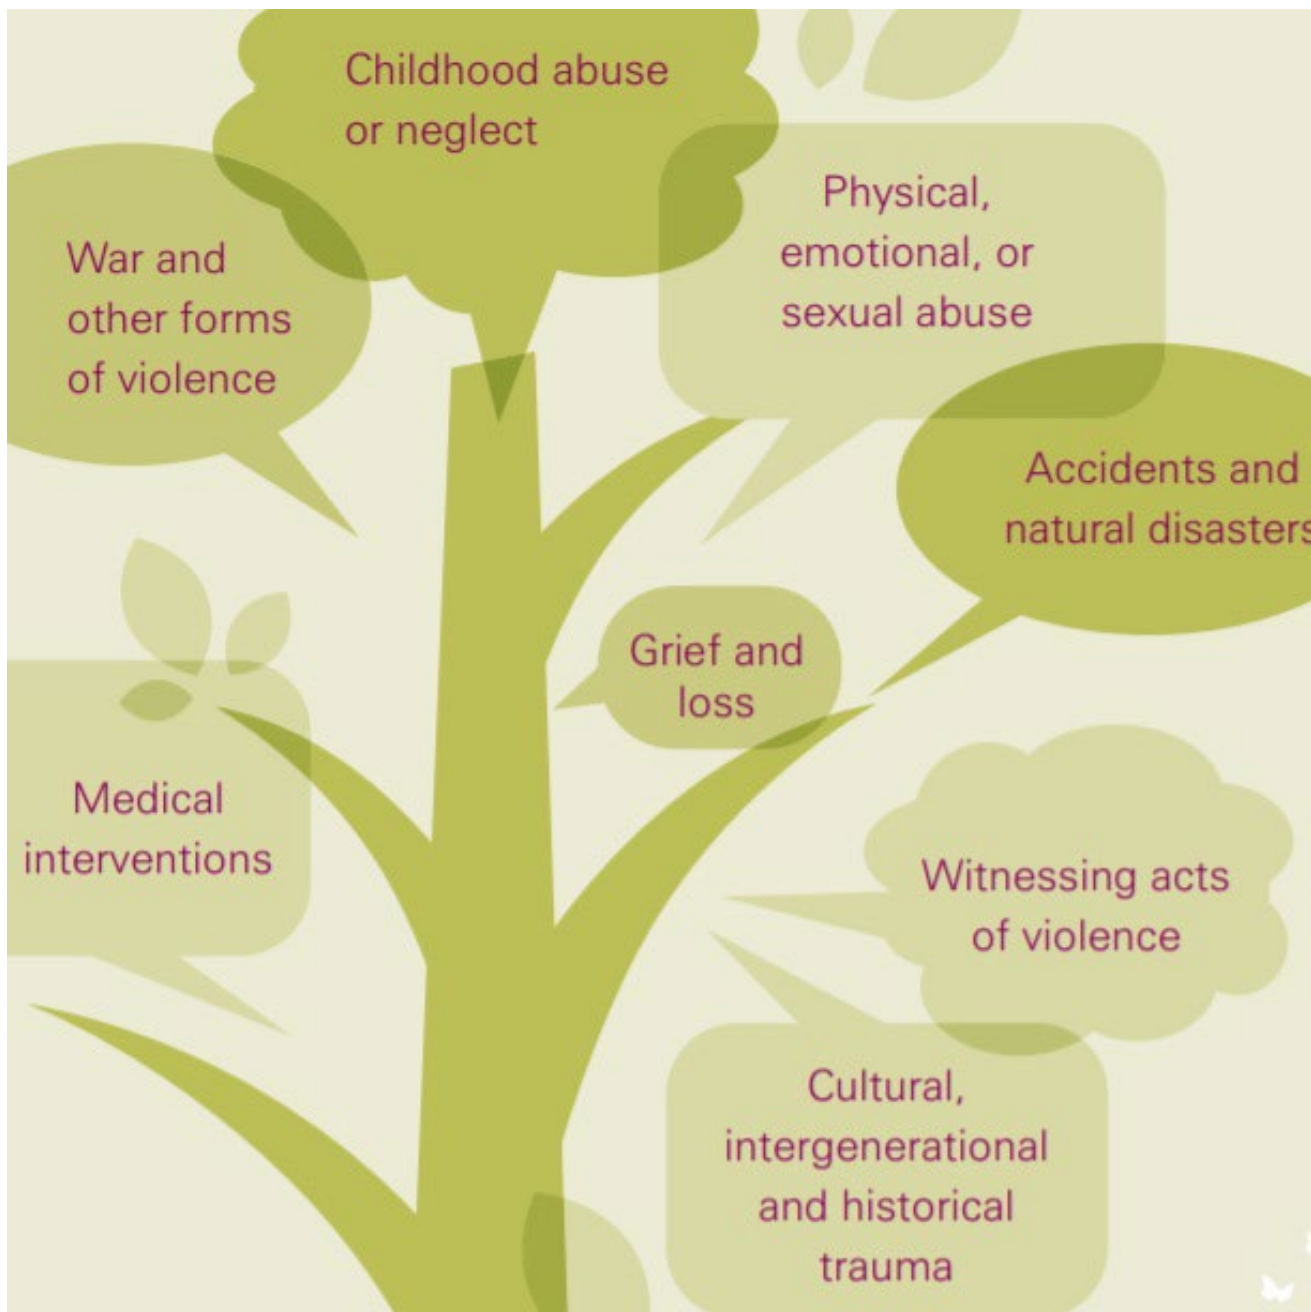 Childhood abuse
or neglect
Physical,
emotional, or
sexual abuse
War and
other forms
of violence
Accidents and
natural disasters
Grief and
loss
Medical
interventions
Witnessing acts
of violence
Cultural,
intergenerational
and historical
trauma